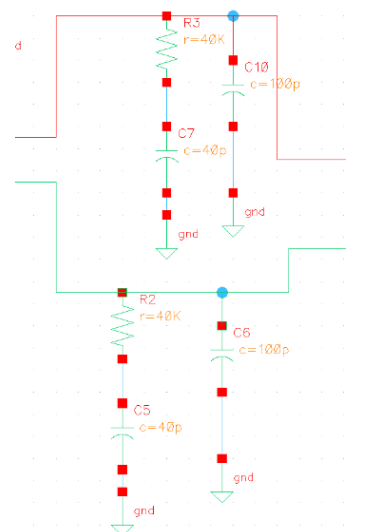 R3
d
r=40K
C10
c=100p
C7
c=40p
gnd
gnd
R2
r=40K
C6
c=100p
C5
c=40p
gnd
gnd